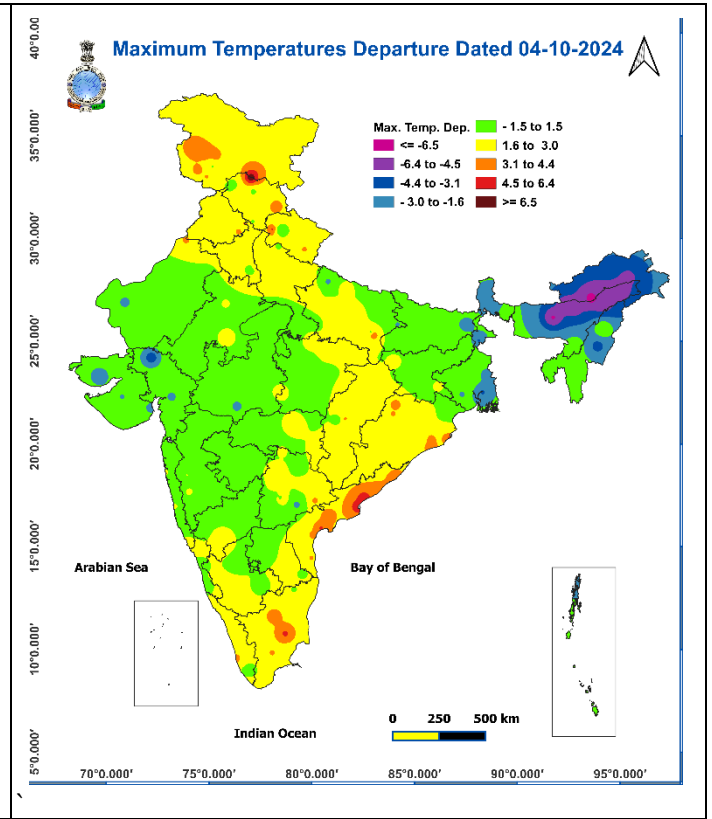 Maximum Temperatures Departure Dated 04-10-2024
Max. Temp. Dep.
<= -6.5
-6.4 to -4.5
-4.4 to -3.1
- 3.0 to -1.6
- 1.5 to 1.5
1.6 to 3.0
3.1 to 4.4
4.5 to 6.4
>= 6.5
40°0.00
35°0.000'
30°0.000'
25°0.000'
20°0.000'
15°0.000'
10°0.000'
5°0.000'
Arabian Sea
Bay of Bengal
Indian Ocean
0 250 500 km
70°0.000' 75°0.000' 80°0.000' 85°0.000' 90°0.000' 95°0.000'
`